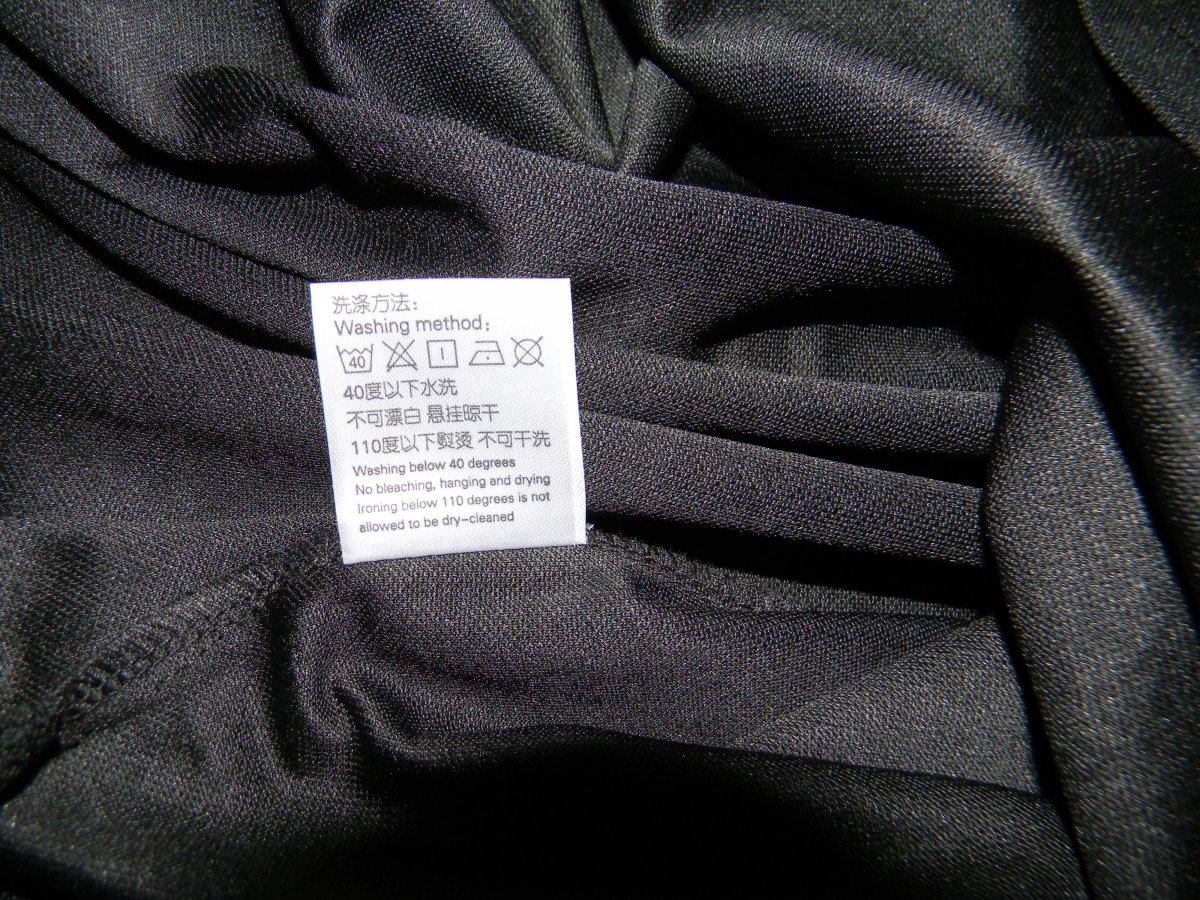 洗涤方法:
Washing method:
40
40度以下水洗
不可漂白 悬挂晾干
110度以下熨烫 不可干洗
Washing below 40 degrees
No bleaching, hanging and drying
Ironing below 110 degrees is not
allowed to be dry-cleaned